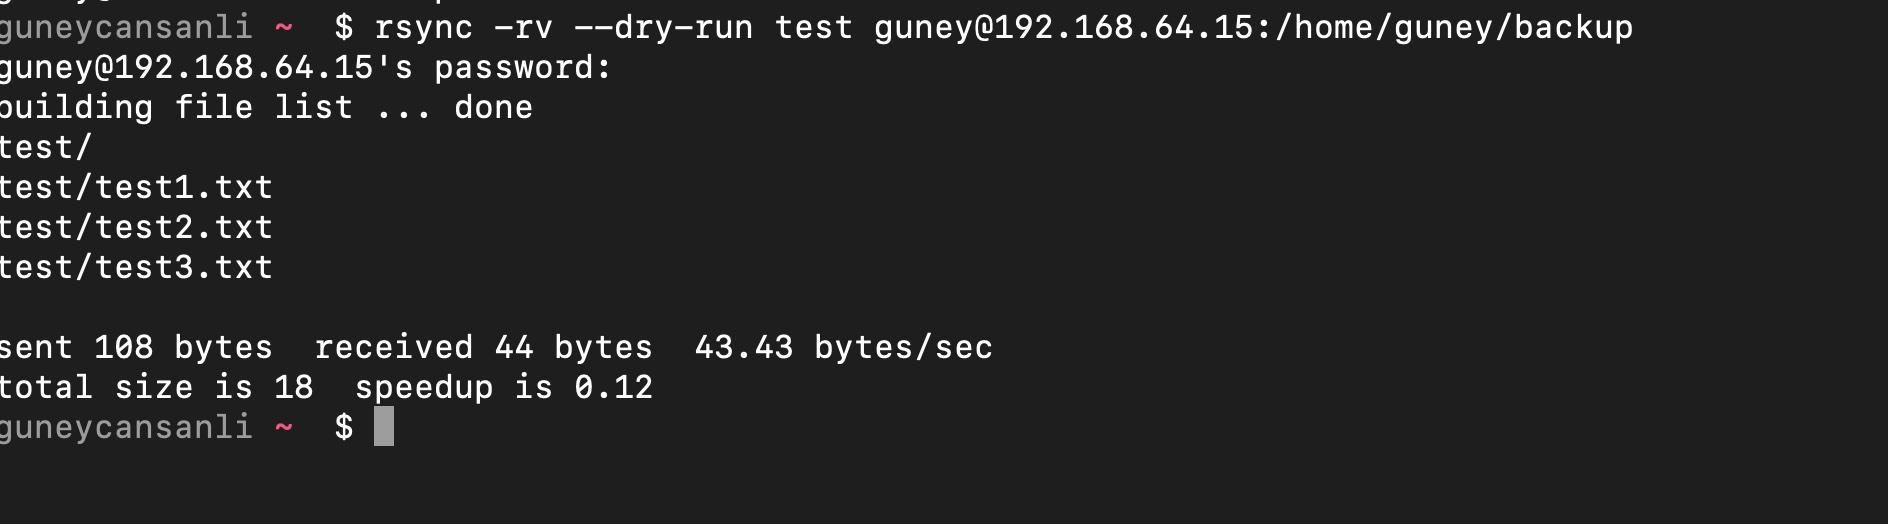 guneycansanli ~  $ rsync -rv --dry-run test guney@192.168.64.15:/home/guney/backup
guney@192.168.64.15's password:
building file list ... done
test/
test/test1.txt
test/test2.txt
test/test3.txt
sent 108 bytes  received 44 bytes  43.43 bytes/sec
total size is 18  speedup is 0.12
guneycansanli ~  $